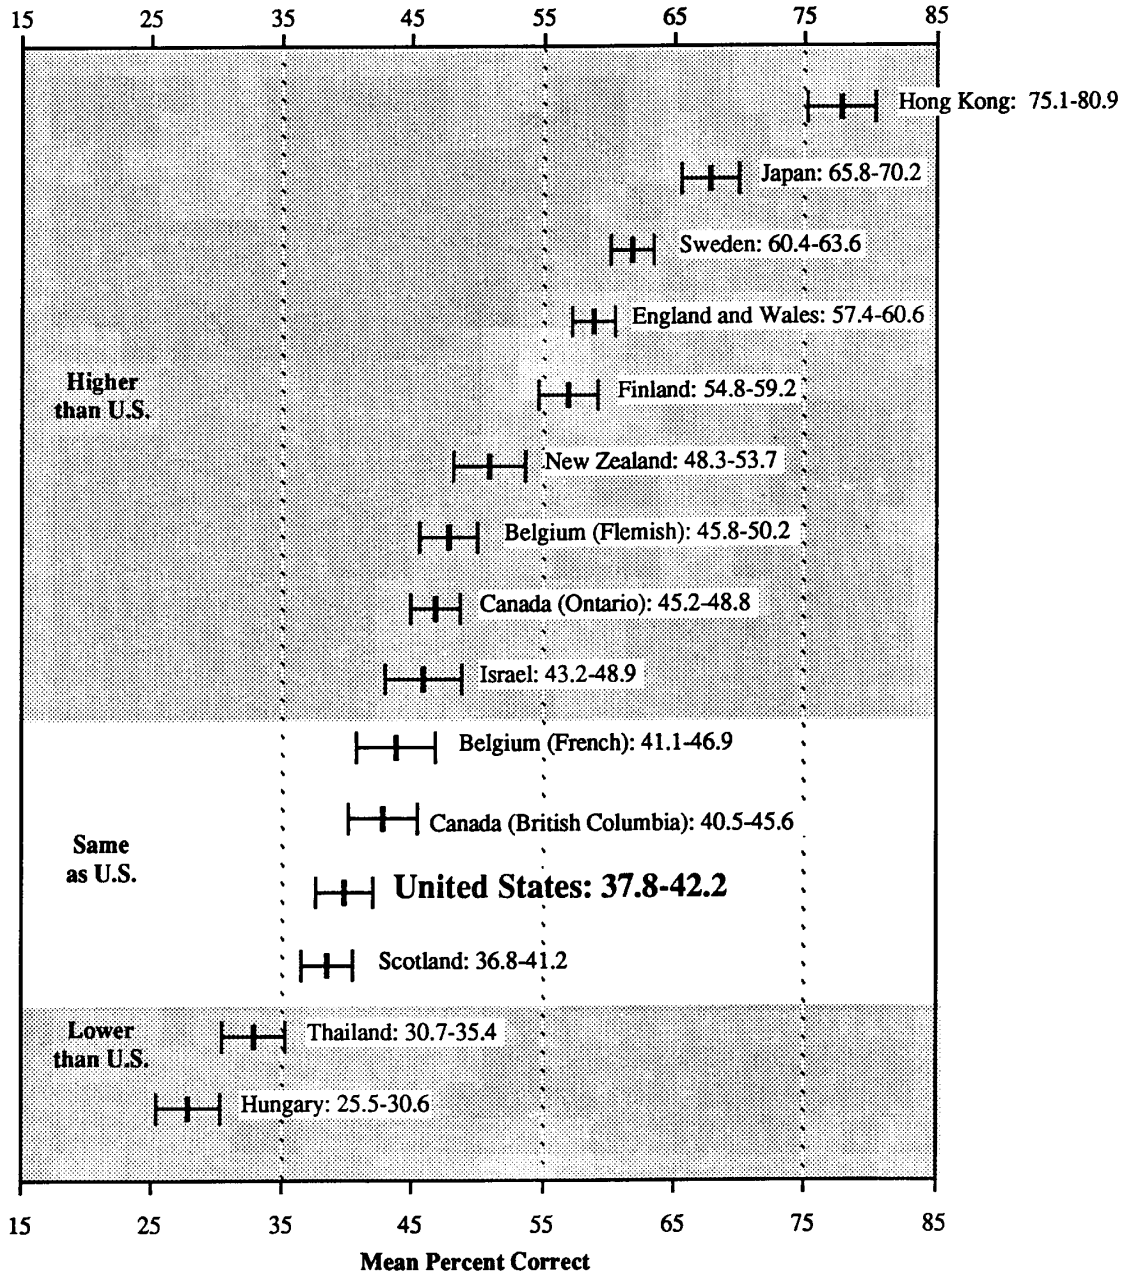 15 25 35 45 55 65 75 85
Hong Kong: 75.1-80.9
Japan: 65.8-70.2
Sweden: 60.4-63.6
England and Wales: 57.4-60.6
Higher
than U.S.
Finland: 54.8-59.2
New Zealand: 48.3-53.7
Belgium (Flemish): 45.8-50.2
Canada (Ontario): 45.2-48.8
Israel: 43.2-48.9
Belgium (French): 41.1-46.9
Canada (British Columbia): 40.5-45.6
Same
as U.S.
United States: 37.8-42.2
Scotland: 36.8-41.2
Lower
than U.S.
Thailand: 30.7-35.4
Hungary: 25.5-30.6
15 25 35 45 55 65 75 85
Mean Percent Correct